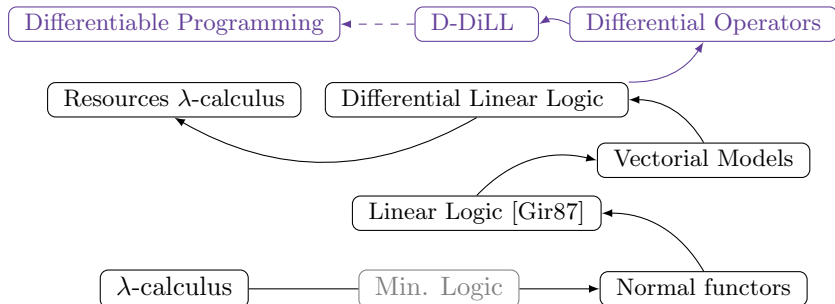 Differentiable Programming
D-DiLL
Differential Operators
Resources λ-calculus
Differential Linear Logic
Vectorial Models
Linear Logic [Gir87]
λ-calculus
Min. Logic
Normal functors